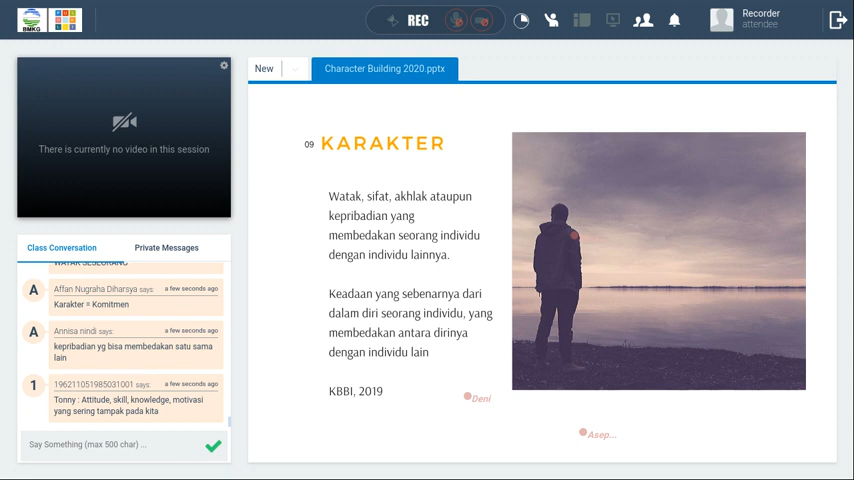 BMKG
REC
Recorder
attendee
There is currently no video in this session
New
Character Building 2020.pptx
09 KARAKTER
Watak, sifat, akhlak ataupun
kepribadian yang
membedakan seorang individu
dengan individu lainnya.
Keadaan yang sebenarnya dari
dalam diri seorang individu, yang
membedakan antara dirinya
dengan individu lain
KBBI, 2019
Deni
Asep...
Class Conversation
Private Messages
WATAK SESEORANG
A
Affan Nugraha Diharsya says:
a few seconds ago
Karakter = Komitmen
A
Annisa nindi says:
a few seconds ago
kepribadian yg bisa membedakan satu sama
lain
1
196211051985031001 says:
a few seconds ago
Tonny : Attitude, skill, knowledge, motivasi
yang sering tampak pada kita
Say Something (max 500 char) ...